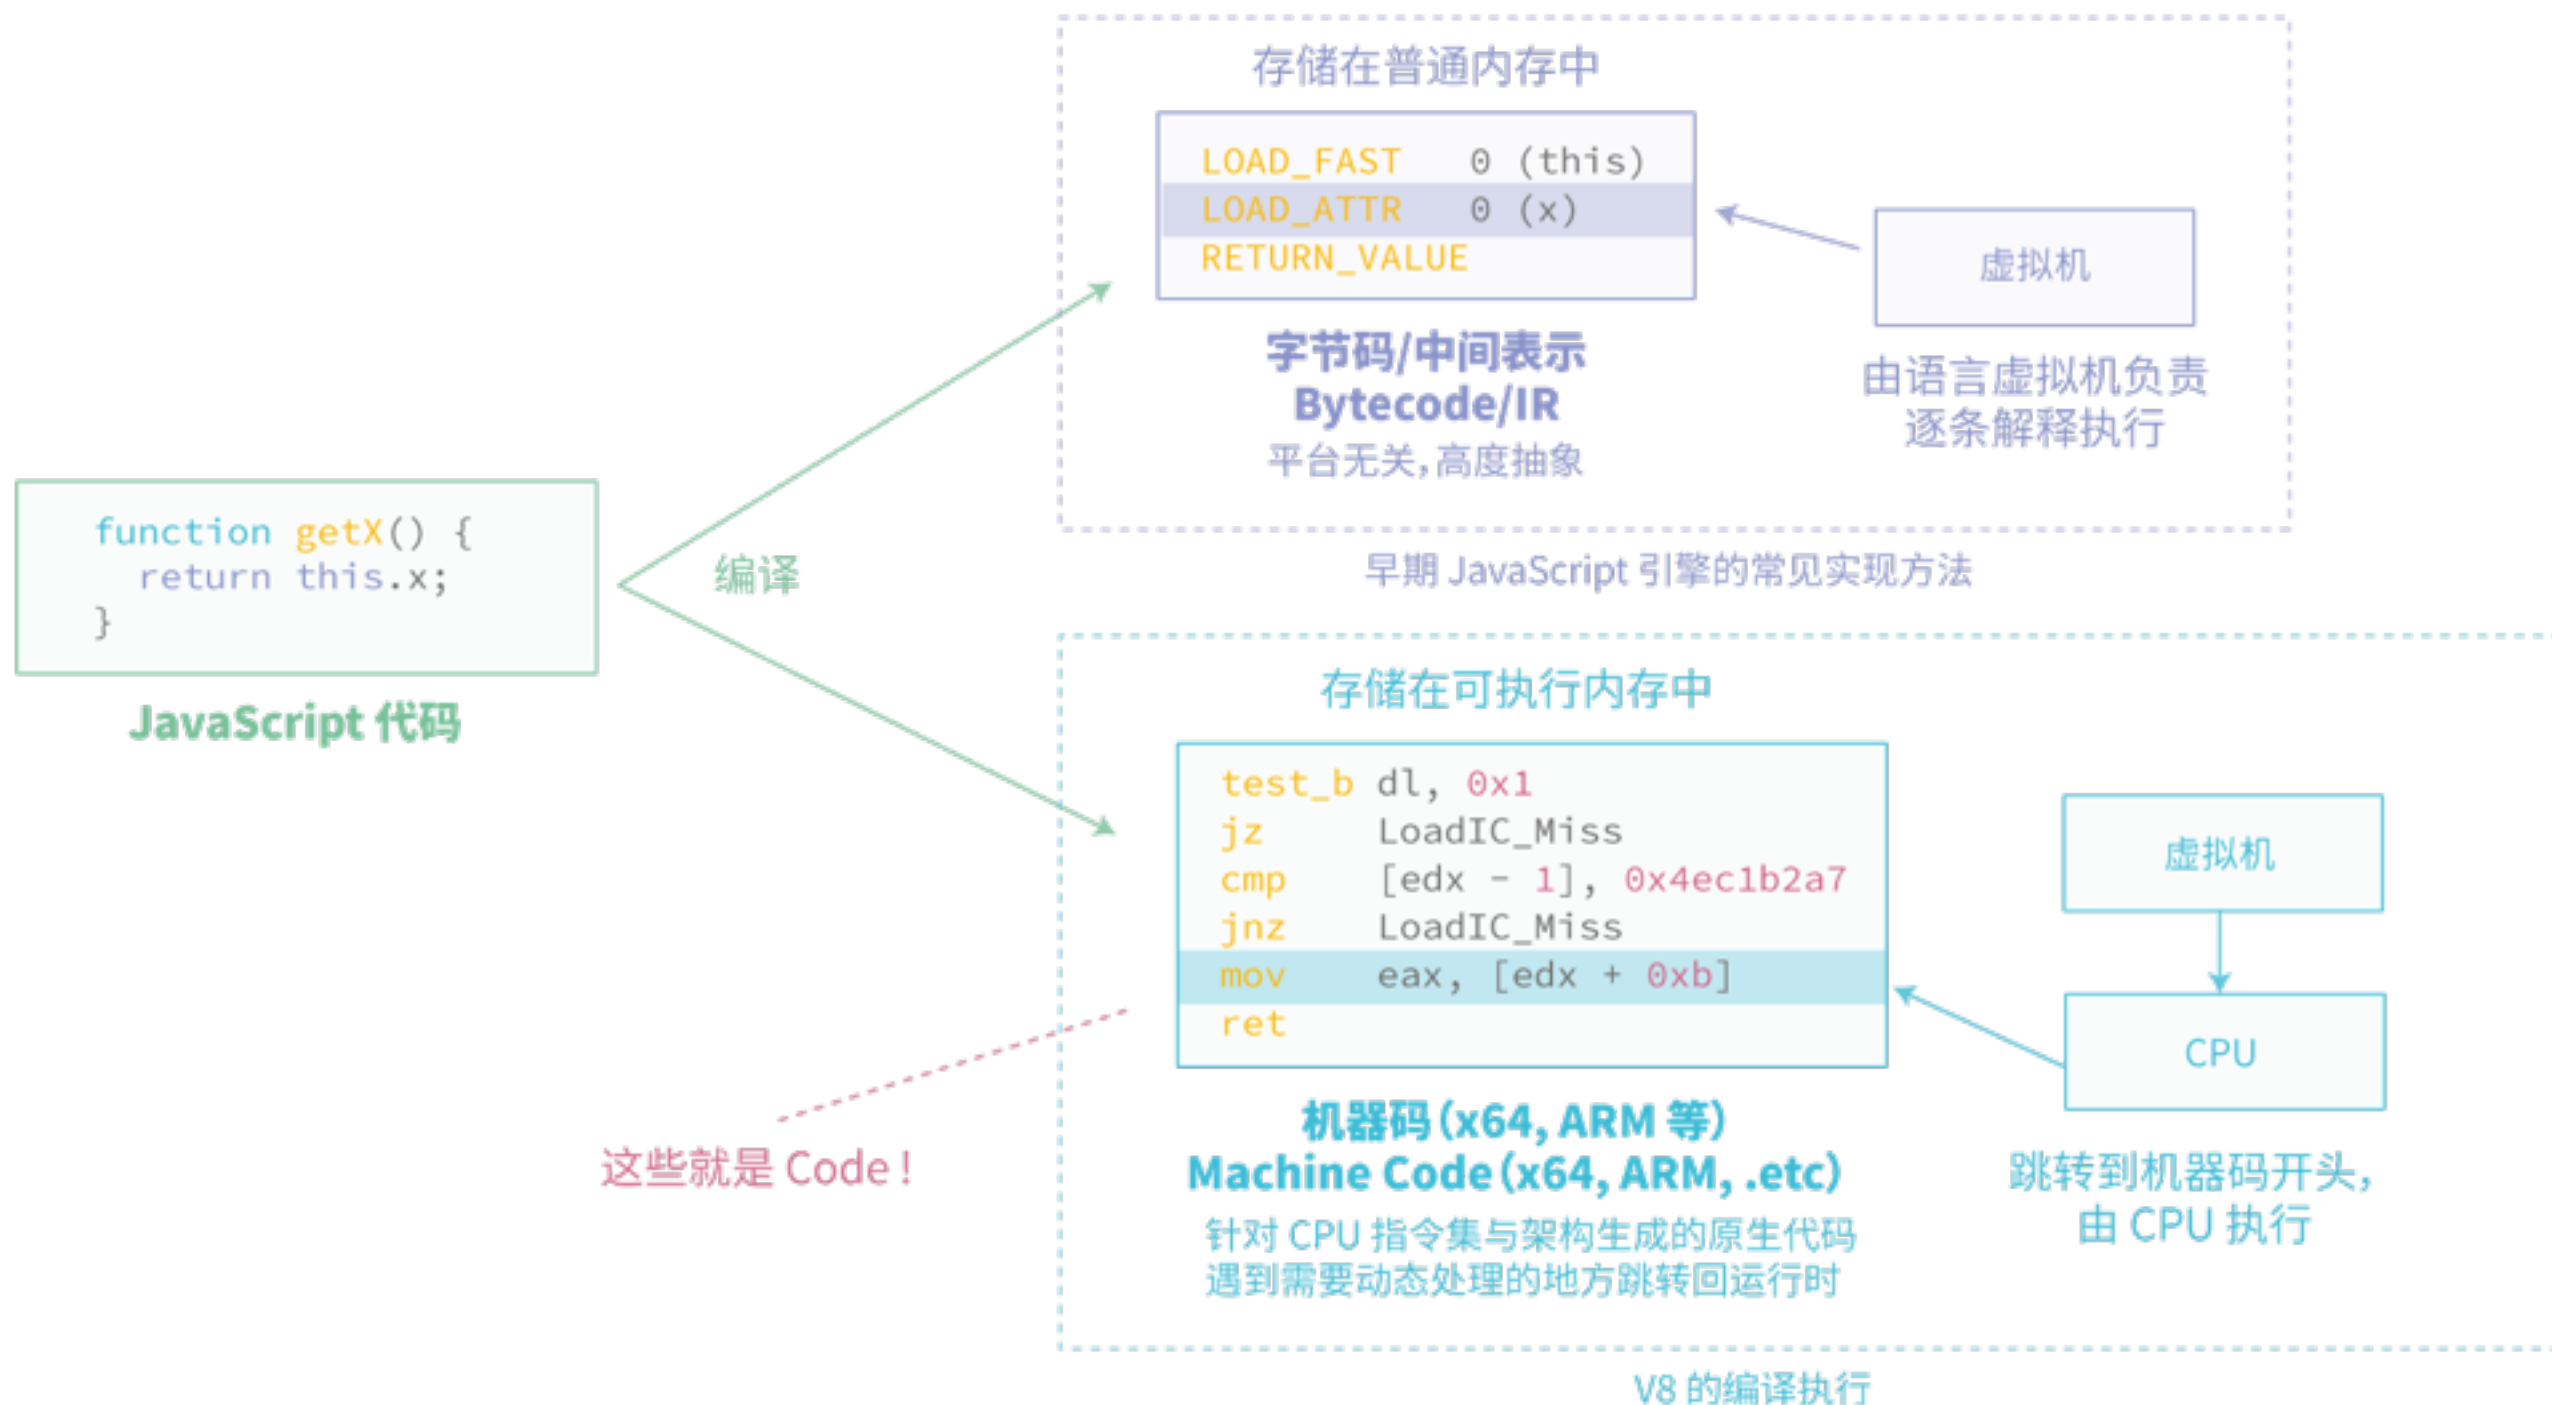 存储在普通内存中
LOAD_FAST 0 (this)
LOAD_ATTR 0 (x)
RETURN_VALUE
虚拟机
字节码/中间表示
Bytecode/IR
平台无关,高度抽象
由语言虚拟机负责
逐条解释执行
早期 JavaScript 引擎的常见实现方法
function getX() {
return this.x;
}
JavaScript 代码
编译
存储在可执行内存中
test_b dl, 0x1
jz LoadIC_Miss
cmp [edx - 1], 0x4ec1b2a7
jnz LoadIC_Miss
mov eax, [edx + 0xb]
ret
虚拟机
CPU
这些就是 Code!
机器码(x64, ARM 等)
Machine Code(x64, ARM, .etc)
针对 CPU 指令集与架构生成的原生代码
遇到需要动态处理的地方跳转回运行时
跳转到机器码开头,
由 CPU 执行
V8 的编译执行